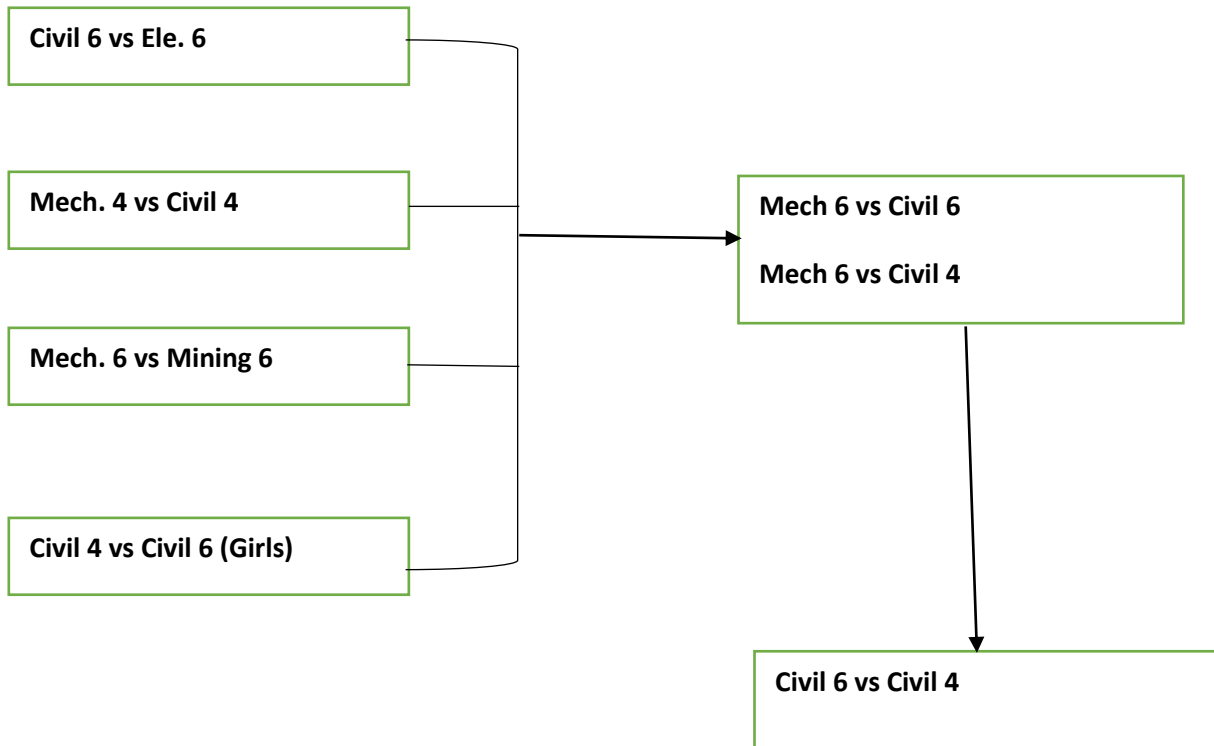 Civil 6 vs Ele. 6
Mech. 4 vs Civil 4
Mech. 6 vs Mining 6
Civil 4 vs Civil 6 (Girls)
Mech 6 vs Civil 6
Mech 6 vs Civil 4
Civil 6 vs Civil 4